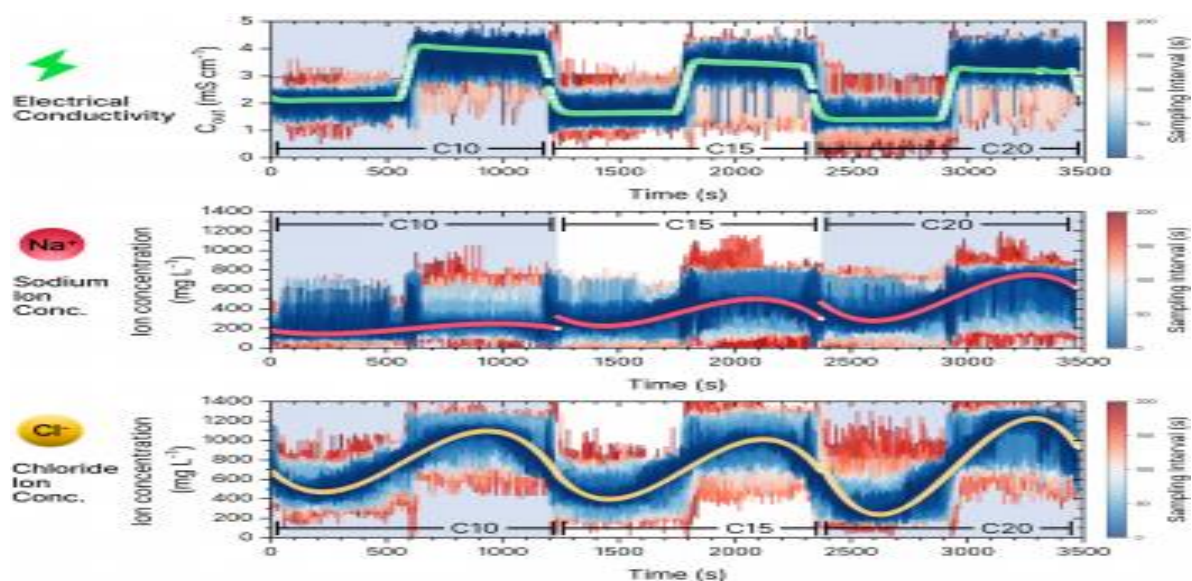 5
4
3
2
1
0
C_out (mS cm⁻¹)
Electrical
Conductivity
C10
C15
C20
0
500
1000
1500
2000
2500
3000
3500
Time (s)
Sampling Interval (s)
1400
1200
1000
800
600
400
200
0
Ion concentration
(mg L⁻¹)
Na⁺
Sodium
Ion
Conc.
C10
C15
C20
0
500
1000
1500
2000
2500
3000
3500
Time (s)
Sampling Interval (s)
1400
1200
1000
800
600
400
200
0
Ion concentration
(mg L⁻¹)
Cl⁻
Chloride
Ion
Conc.
C10
C15
C20
0
500
1000
1500
2000
2500
3000
3500
Time (s)
Sampling Interval (s)